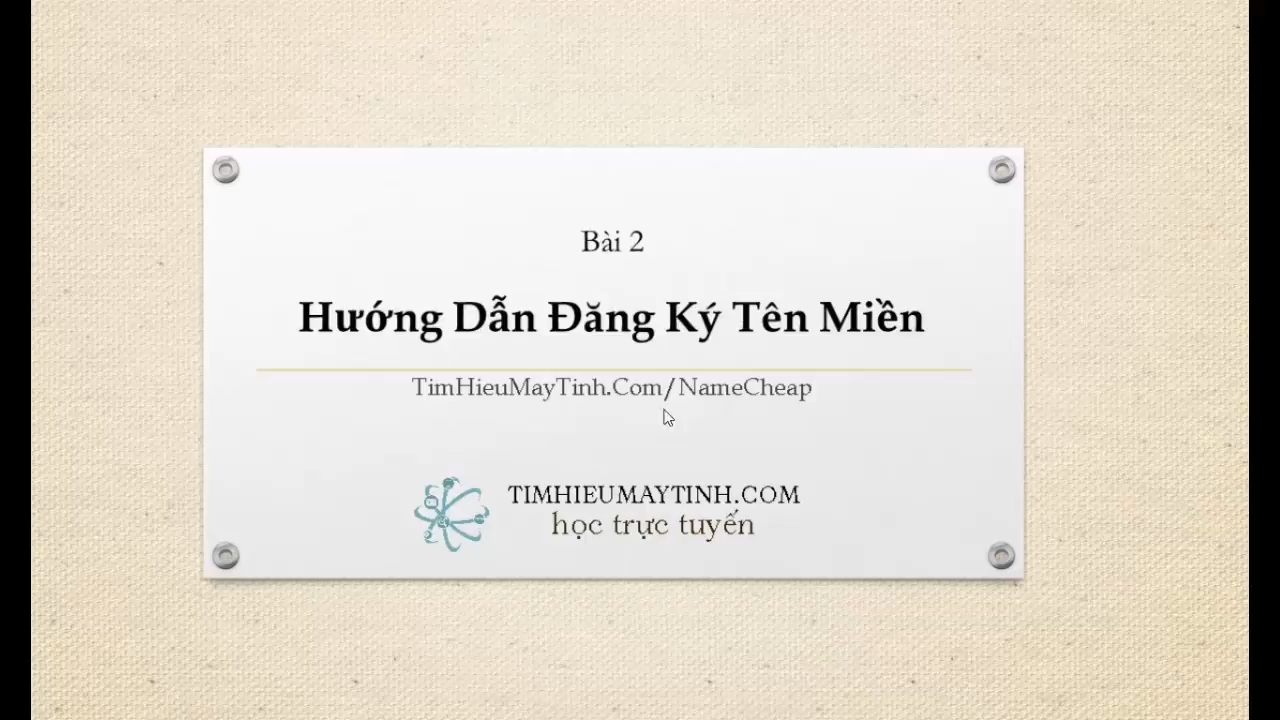 Bài 2
Hướng Dẫn Đăng Ký Tên Miền
TimHieuMayTinh.Com/NameCheap
TIMHIEUMAYTINH.COM
học trực tuyến